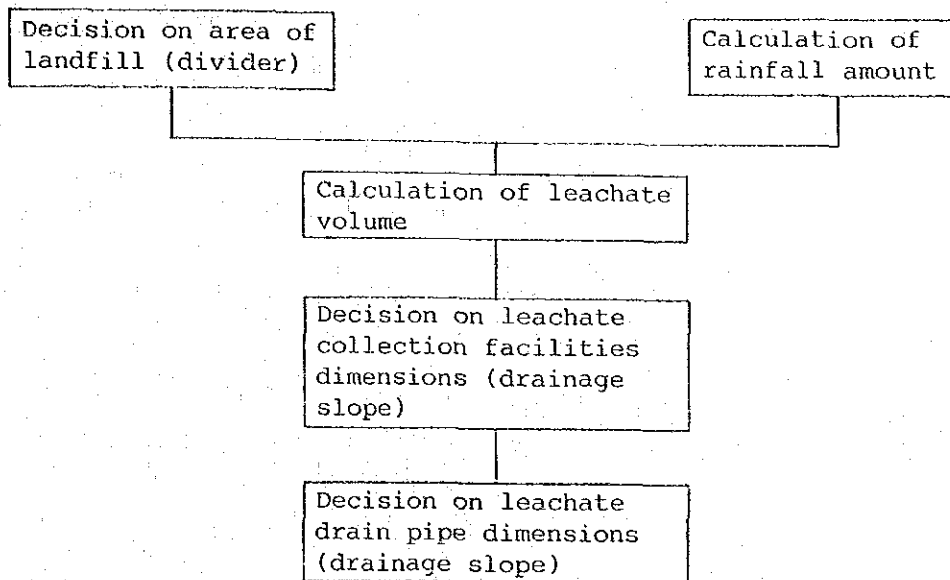 Decision on area of
landfill (divider)
Calculation of
rainfall amount
Calculation of leachate
volume
Decision on leachate
collection facilities
dimensions (drainage
slope)
Decision on leachate
drain pipe dimensions
(drainage slope)